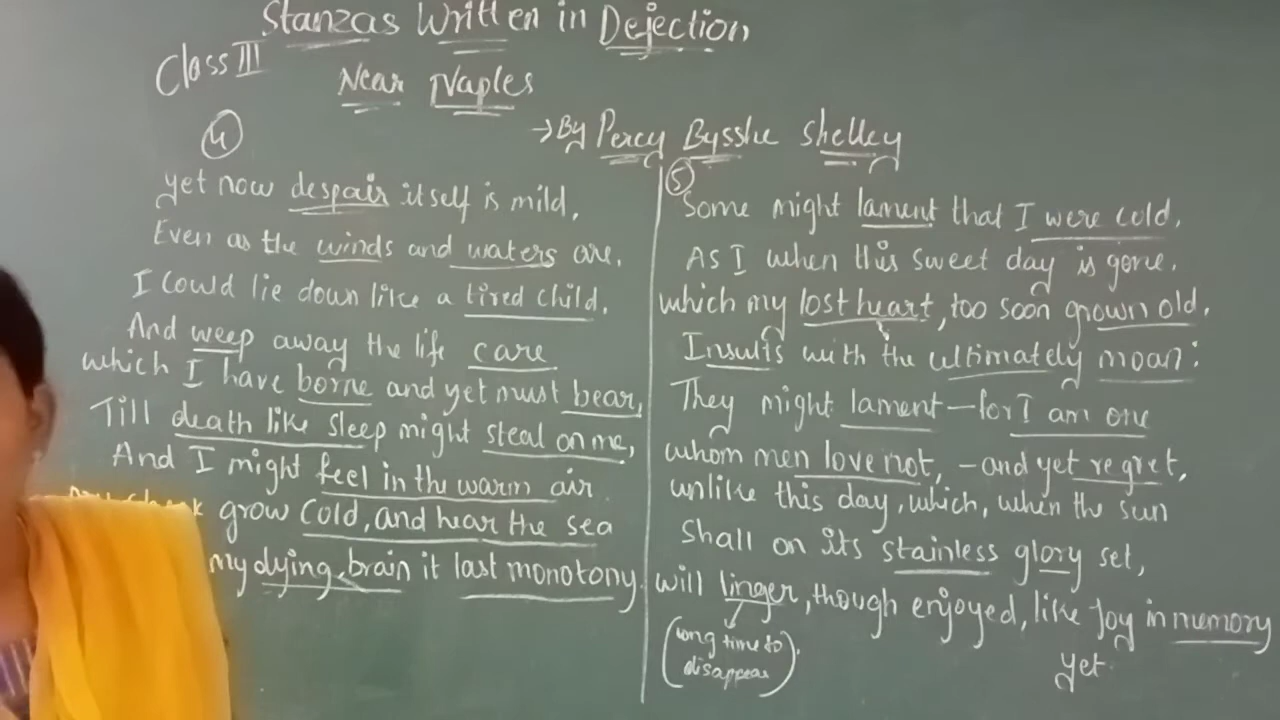 Stanzas Written in Dejection
Class III
Near Naples
→ By Percy Bysshe Shelley
④
yet now despair itself is mild,
Even as the winds and waters are,
I could lie down like a tired child,
And weep away the life care
which I have borne and yet must bear,
Till death like sleep might steal on me,
And I might feel in the warm air
grow cold, and hear the sea
my dying brain it last monotony.
⑤
Some might lament that I were cold,
As I when this sweet day is gone,
which my lost heart, too soon grown old,
Insults with the ultimately moan:
They might lament — for I am one
whom men love not, - and yet regret,
unlike this day, which, when the sun
Shall on its stainless glory set,
will linger, though enjoyed, like Joy in memory
yet.
(long time to
disappear).